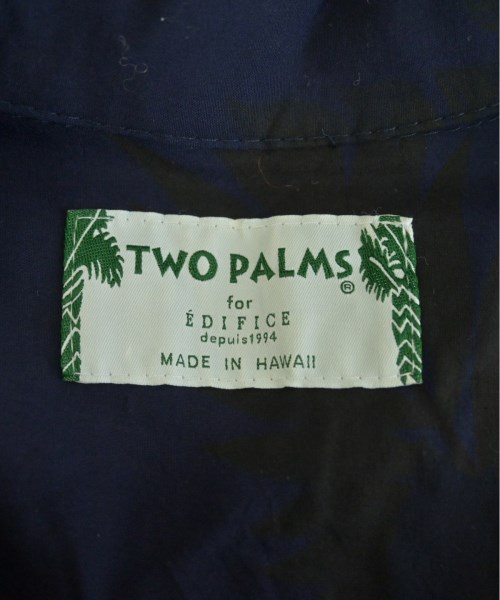 TWO PALMS®
for
ÉDIFICE
depuis1994
MADE IN HAWAII